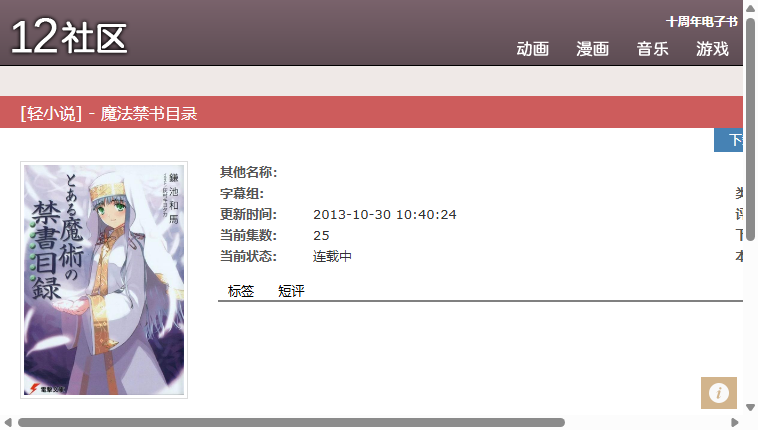 12社区
十周年电子书
动画 漫画 音乐 游戏
[轻小说] - 魔法禁书目录
下
其他名称:
字幕组:
更新时间: 2013-10-30 10:40:24
当前集数: 25
当前状态: 连载中
标签 短评
とある魔術の
禁書目録
鎌池和馬
電撃文庫